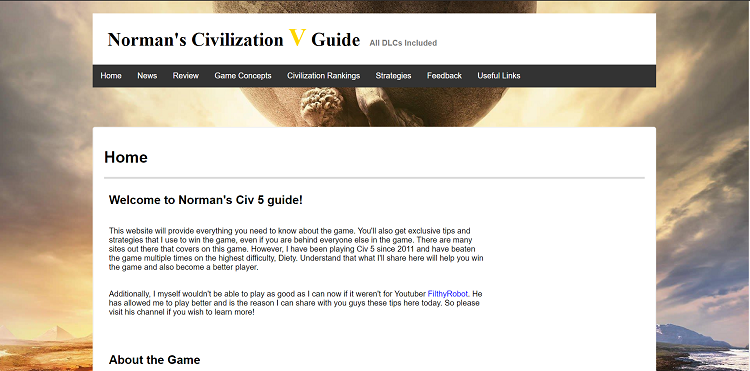 Norman's Civilization V Guide All DLCs Included
Home News Review Game Concepts Civilization Rankings Strategies Feedback Useful Links
Home
Welcome to Norman's Civ 5 guide!
This website will provide everything you need to know about the game. You'll also get exclusive tips and
strategies that I use to win the game, even if you are behind everyone else in the game. There are many
sites out there that covers on this game. However, I have been playing Civ 5 since 2011 and have beaten
the game multiple times on the highest difficulty, Diety. Understand that what I'll share here will help you win
the game and also become a better player.
Additionally, I myself wouldn't be able to play as good as I can now if it weren't for Youtuber FilthyRobot. He
has allowed me to play better and is the reason I can share with you guys these tips here today. So please
visit his channel if you wish to learn more!
About the Game